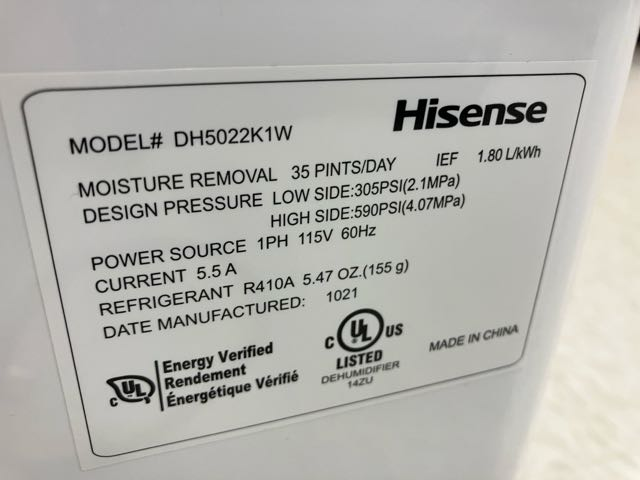 Hisense
MODEL# DH5022K1W
MOISTURE REMOVAL 35 PINTS/DAY IEF 1.80 L/kWh
DESIGN PRESSURE LOW SIDE:305PSI(2.1MPa)
HIGH SIDE:590PSI(4.07MPa)
POWER SOURCE 1PH 115V 60Hz
CURRENT 5.5 A
REFRIGERANT R410A 5.47 OZ.(155 g)
DATE MANUFACTURED: 1021
C UL US
LISTED
DEHUMIDIFIER
14ZU
MADE IN CHINA
C UL
Energy Verified
Rendement
Énergétique Vérifié